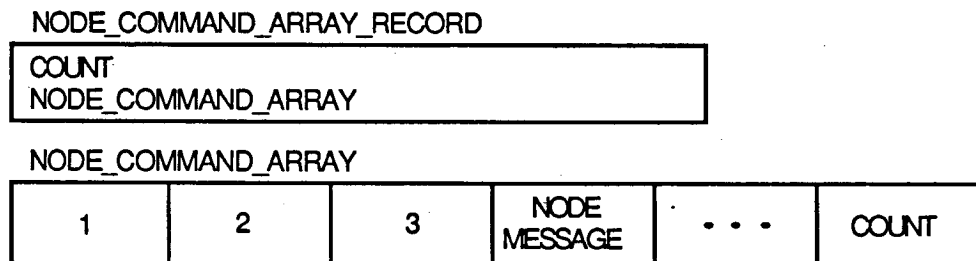 NODE_COMMAND_ARRAY_RECORD
COUNT
NODE_COMMAND_ARRAY
NODE_COMMAND_ARRAY
1 2 3 NODE MESSAGE • • • COUNT